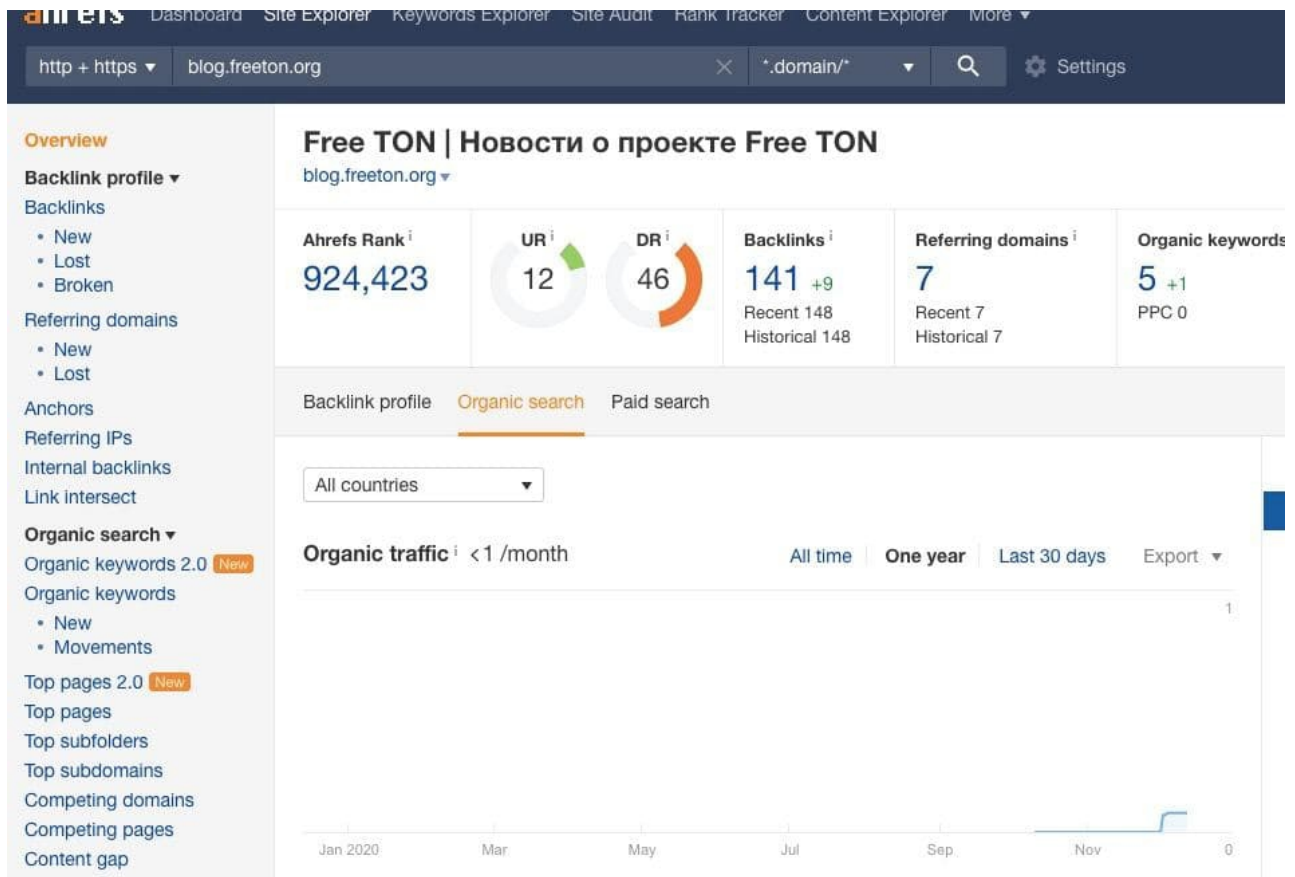 ahrefs Dashboard Site Explorer Keywords Explorer Site Audit Rank Tracker Content Explorer More ▼
http + https ▼ blog.freeton.org × *.domain/* ▼ Settings
Overview
Backlink profile ▼
Backlinks
• New
• Lost
• Broken
Referring domains
• New
• Lost
Anchors
Referring IPs
Internal backlinks
Link intersect
Organic search ▼
Organic keywords 2.0 New
Organic keywords
• New
• Movements
Top pages 2.0 New
Top pages
Top subfolders
Top subdomains
Competing domains
Competing pages
Content gap
Free TON | Новости о проекте Free TON
blog.freeton.org ▼
Ahrefs Rank i
924,423
UR i
12
DR i
46
Backlinks i
141 +9
Recent 148
Historical 148
Referring domains i
7
Recent 7
Historical 7
Organic keywords
5 +1
PPC 0
Backlink profile Organic search Paid search
All countries ▼
Organic traffic i <1 /month All time One year Last 30 days Export ▼
1
Jan 2020 Mar May Jul Sep Nov 0